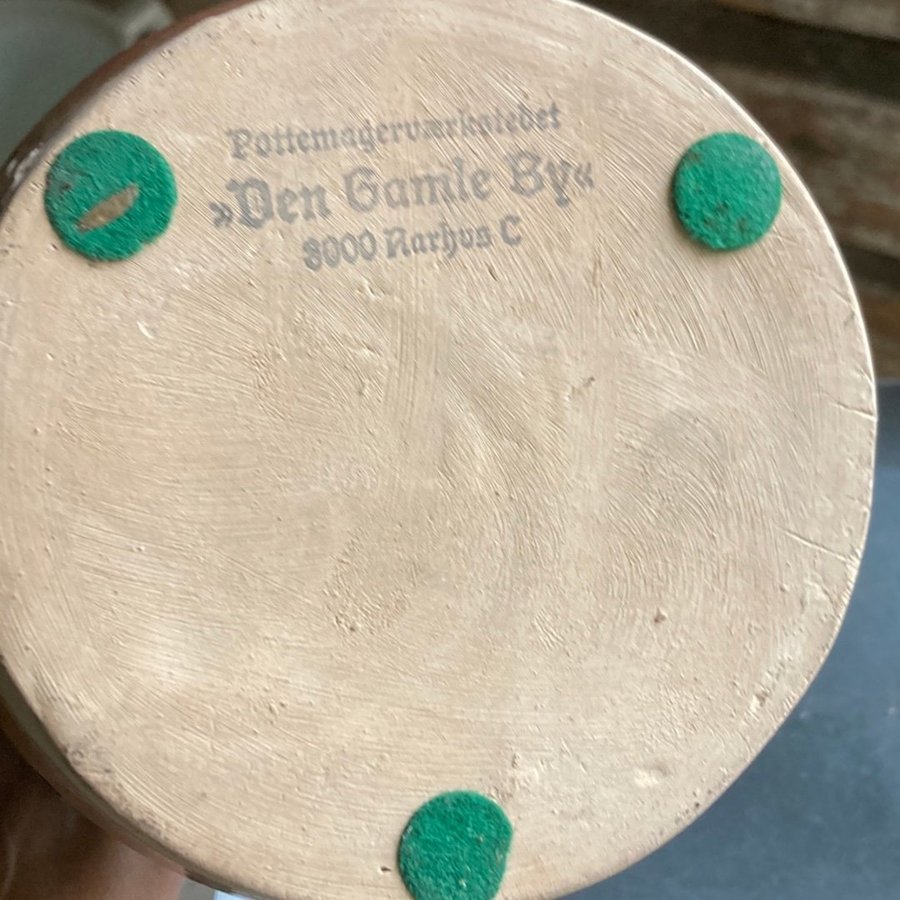 Pottemagerværkstedet
»Den Gamle By«
8000 Aarhus C